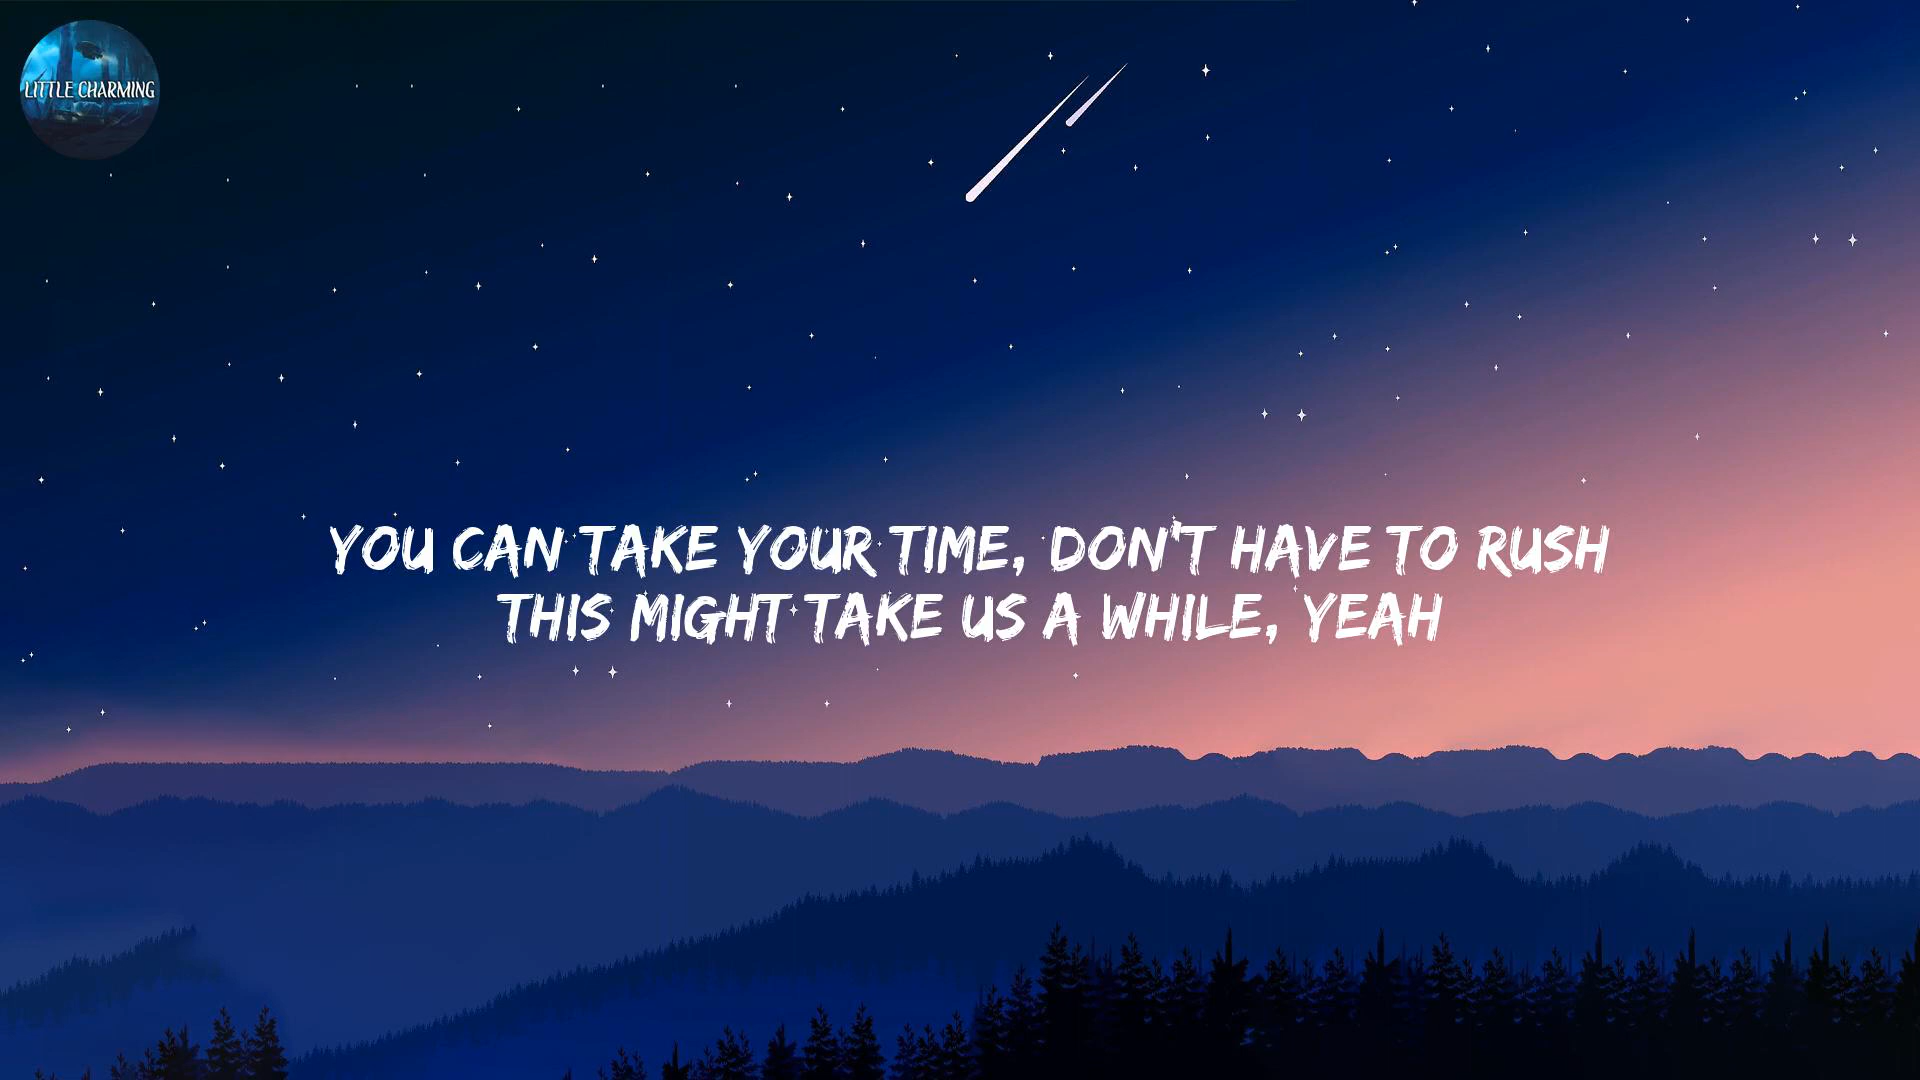 LITTLE CHARMING
YOU CAN TAKE YOUR TIME, DON'T HAVE TO RUSH
THIS MIGHT TAKE US A WHILE, YEAH